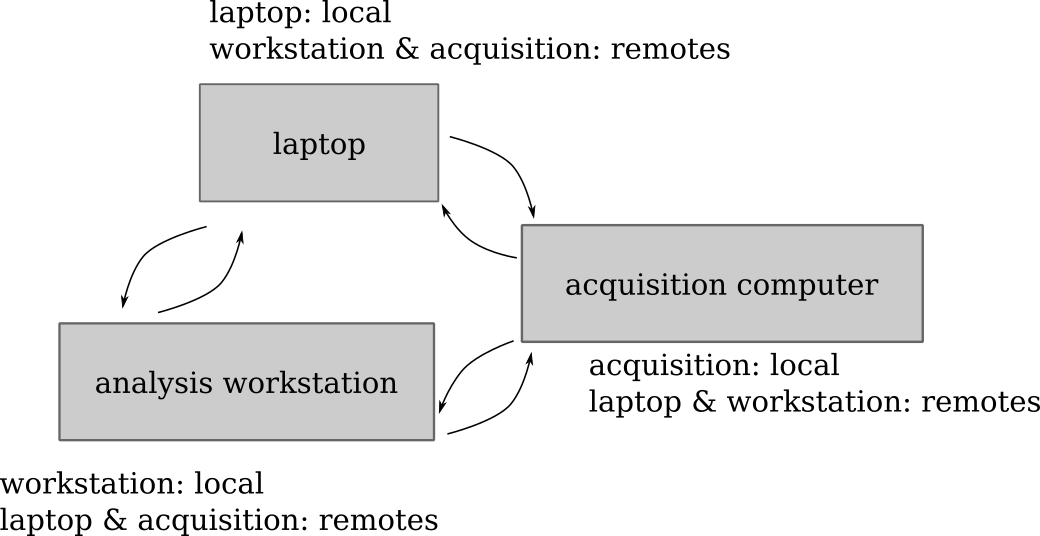 laptop: local
workstation & acquisition: remotes
laptop
acquisition computer
acquisition: local
laptop & workstation: remotes
analysis workstation
workstation: local
laptop & acquisition: remotes